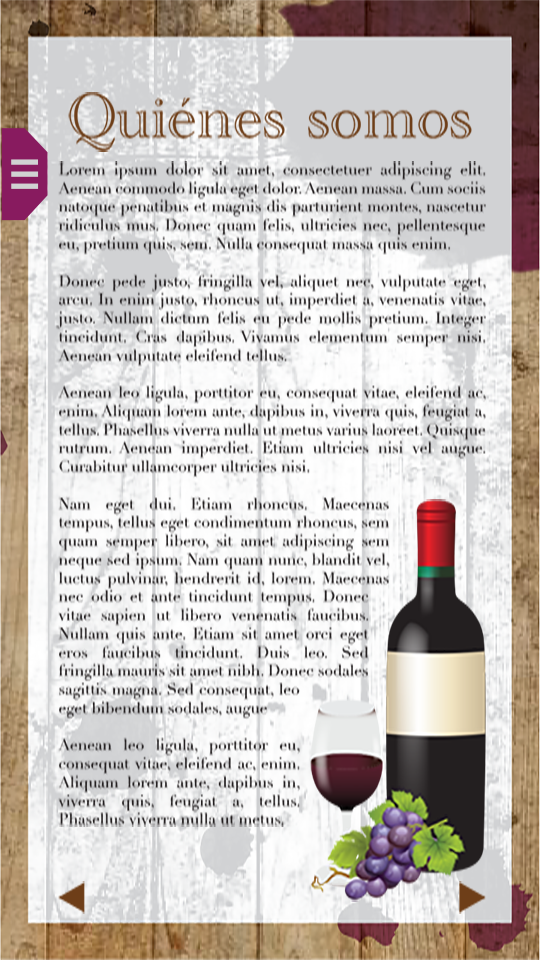 Quiénes somos
Lorem ipsum dolor sit amet, consectetuer adipiscing elit.
Aenean commodo ligula eget dolor. Aenean massa. Cum sociis
natoque penatibus et magnis dis parturient montes, nascetur
ridiculus mus. Donec quam felis, ultricies nec, pellentesque
eu, pretium quis, sem. Nulla consequat massa quis enim.
Donec pede justo, fringilla vel, aliquet nec, vulputate eget,
arcu. In enim justo, rhoncus ut, imperdiet a, venenatis vitae,
justo. Nullam dictum felis eu pede mollis pretium. Integer
tincidunt. Cras dapibus. Vivamus elementum semper nisi.
Aenean vulputate eleifend tellus.
Aenean leo ligula, porttitor eu, consequat vitae, eleifend ac,
enim. Aliquam lorem ante, dapibus in, viverra quis, feugiat a,
tellus. Phasellus viverra nulla ut metus varius laoreet. Quisque
rutrum. Aenean imperdiet. Etiam ultricies nisi vel augue.
Curabitur ullamcorper ultricies nisi.
Nam eget dui. Etiam rhoncus. Maecenas
tempus, tellus eget condimentum rhoncus, sem
quam semper libero, sit amet adipiscing sem
neque sed ipsum. Nam quam nunc, blandit vel,
luctus pulvinar, hendrerit id, lorem. Maecenas
nec odio et ante tincidunt tempus. Donec
vitae sapien ut libero venenatis faucibus.
Nullam quis ante. Etiam sit amet orci eget
eros faucibus tincidunt. Duis leo. Sed
fringilla mauris sit amet nibh. Donec sodales
sagittis magna. Sed consequat, leo
eget bibendum sodales, augue
Aenean leo ligula, porttitor eu,
consequat vitae, eleifend ac, enim.
Aliquam lorem ante, dapibus in,
viverra quis, feugiat a, tellus.
Phasellus viverra nulla ut metus,